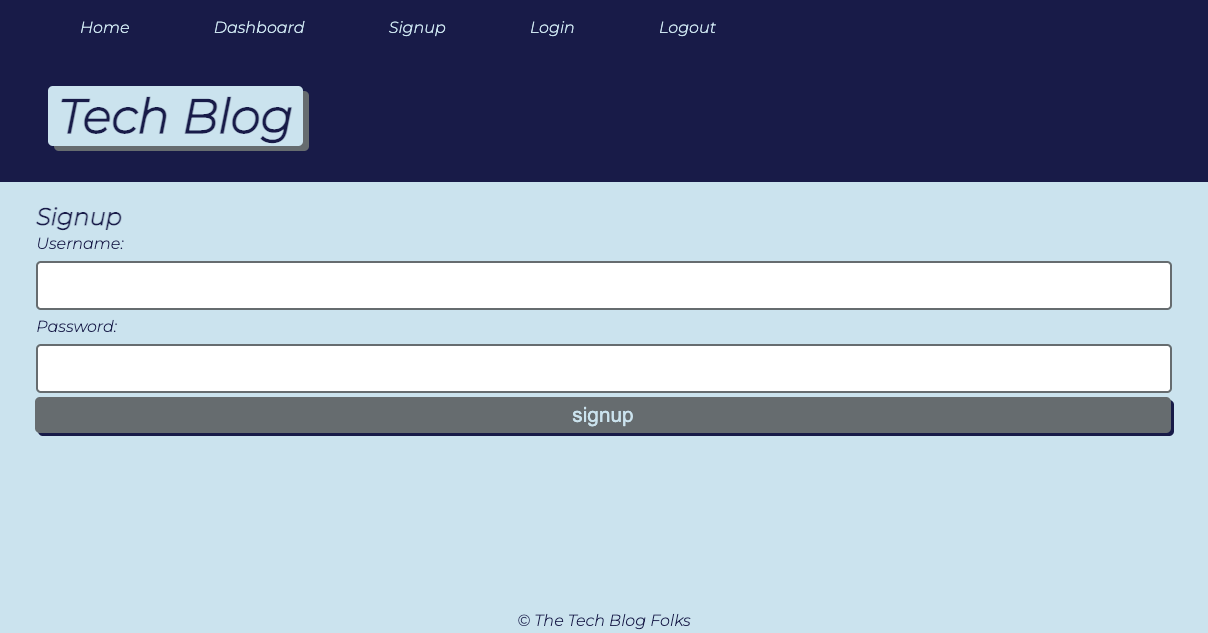 Home Dashboard Signup Login Logout
Tech Blog
Signup
Username:
Password:
signup
© The Tech Blog Folks